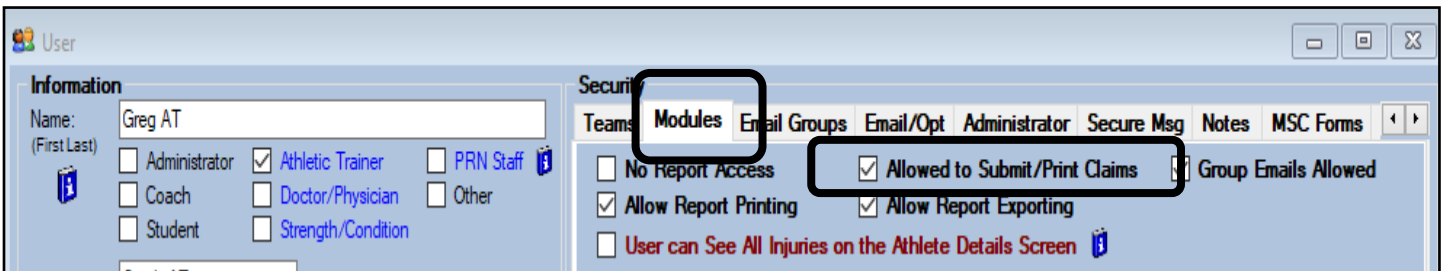 User
Information
Name:
(First Last)
Greg AT
Administrator Athletic Trainer PRN Staff
Coach Doctor/Physician Other
Student Strength/Condition
Security
Teams Modules Email Groups Email/Opt Administrator Secure Msg Notes MSC Forms
No Report Access Allowed to Submit/Print Claims Group Emails Allowed
Allow Report Printing Allow Report Exporting
User can See All Injuries on the Athlete Details Screen